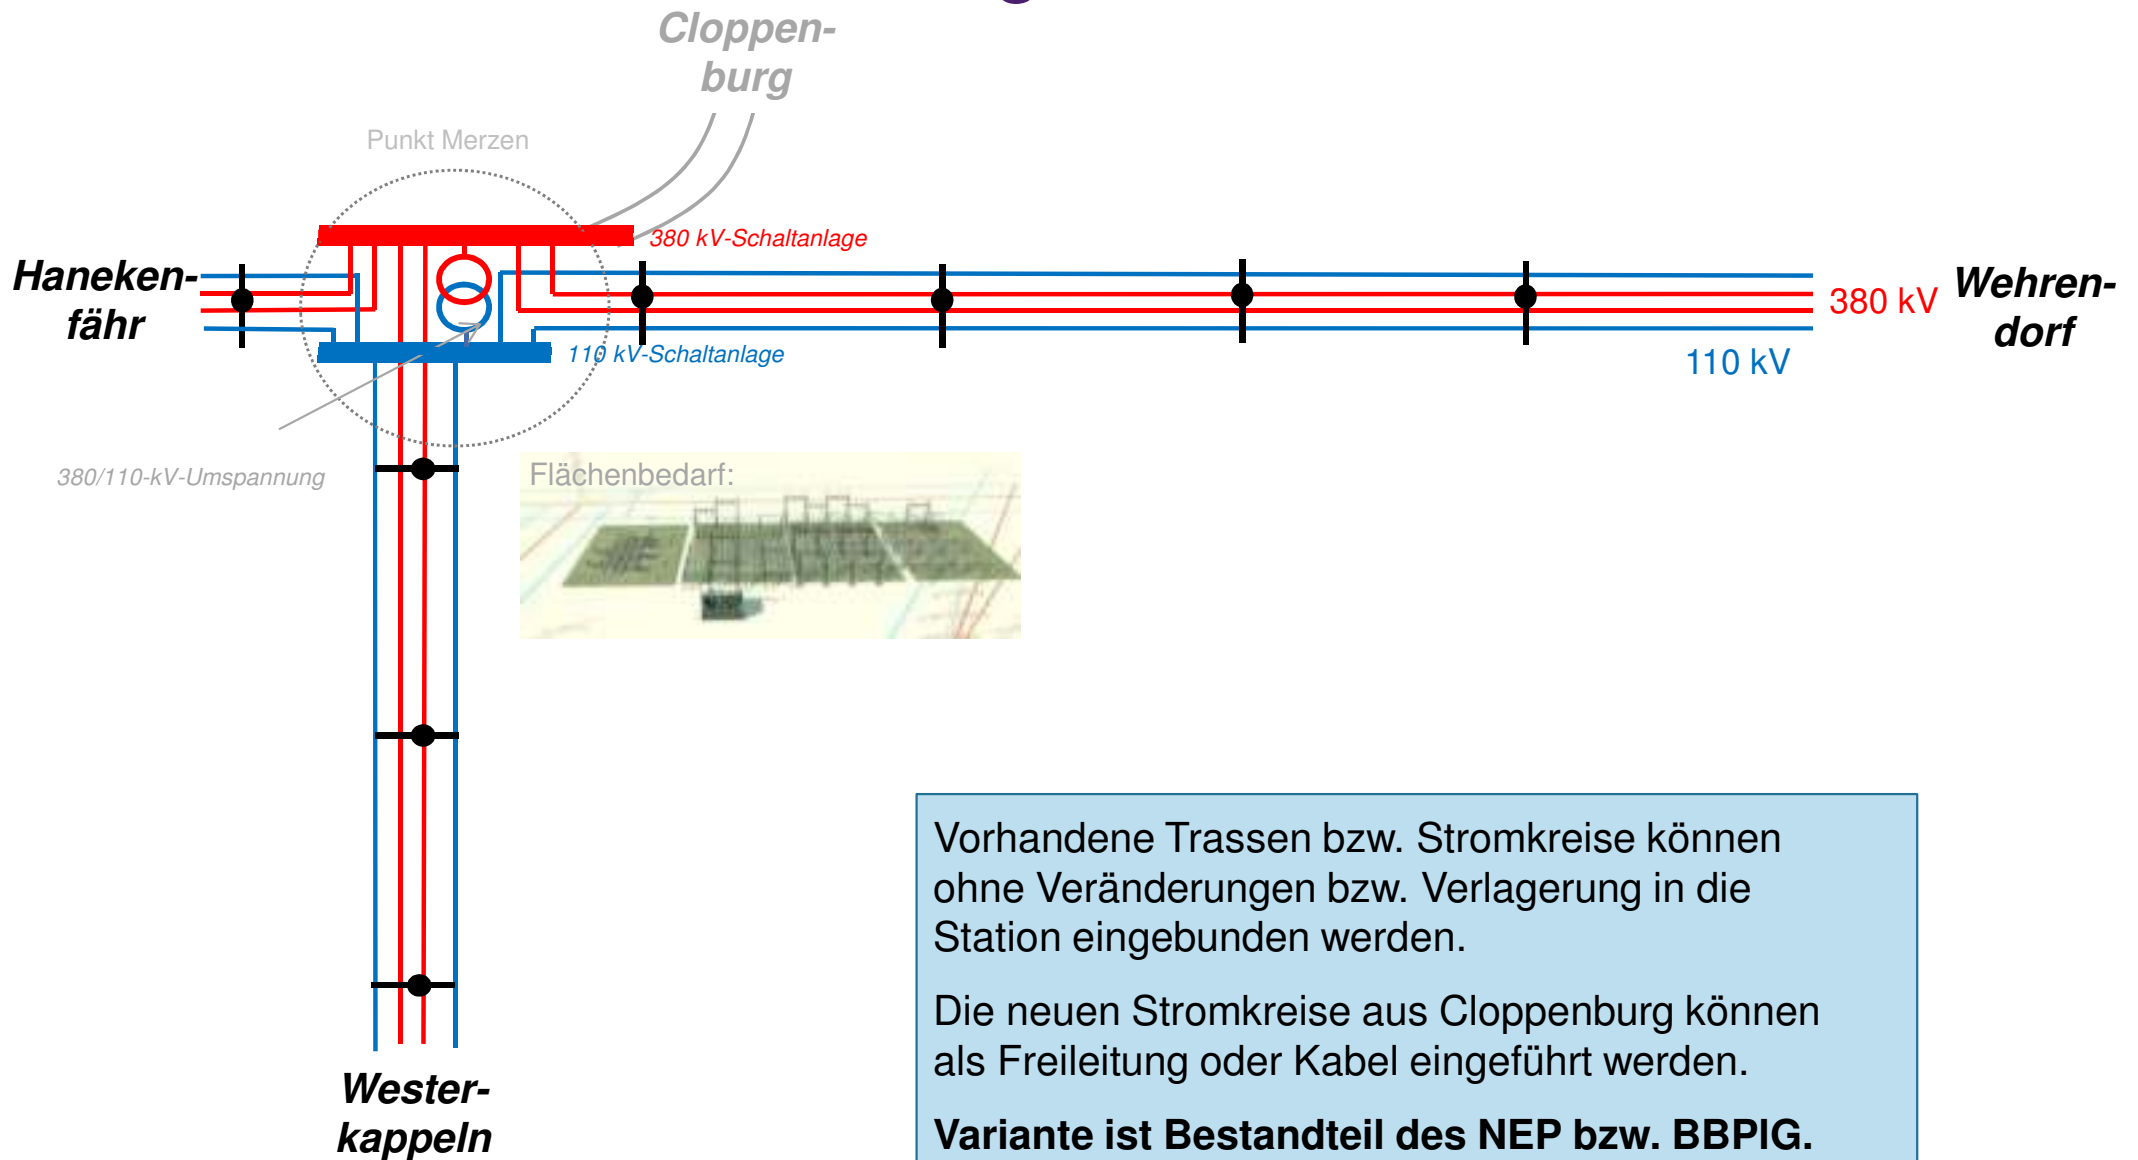 Cloppen-
burg
Punkt Merzen
380 kV-Schaltanlage
Haneken-
fähr
380 kV
Wehren-
dorf
110 kV-Schaltanlage
110 kV
380/110-kV-Umspannung
Flächenbedarf:
Vorhandene Trassen bzw. Stromkreise können
ohne Veränderungen bzw. Verlagerung in die
Station eingebunden werden.
Die neuen Stromkreise aus Cloppenburg können
als Freileitung oder Kabel eingeführt werden.
Variante ist Bestandteil des NEP bzw. BBPlG.
Wester-
kappeln